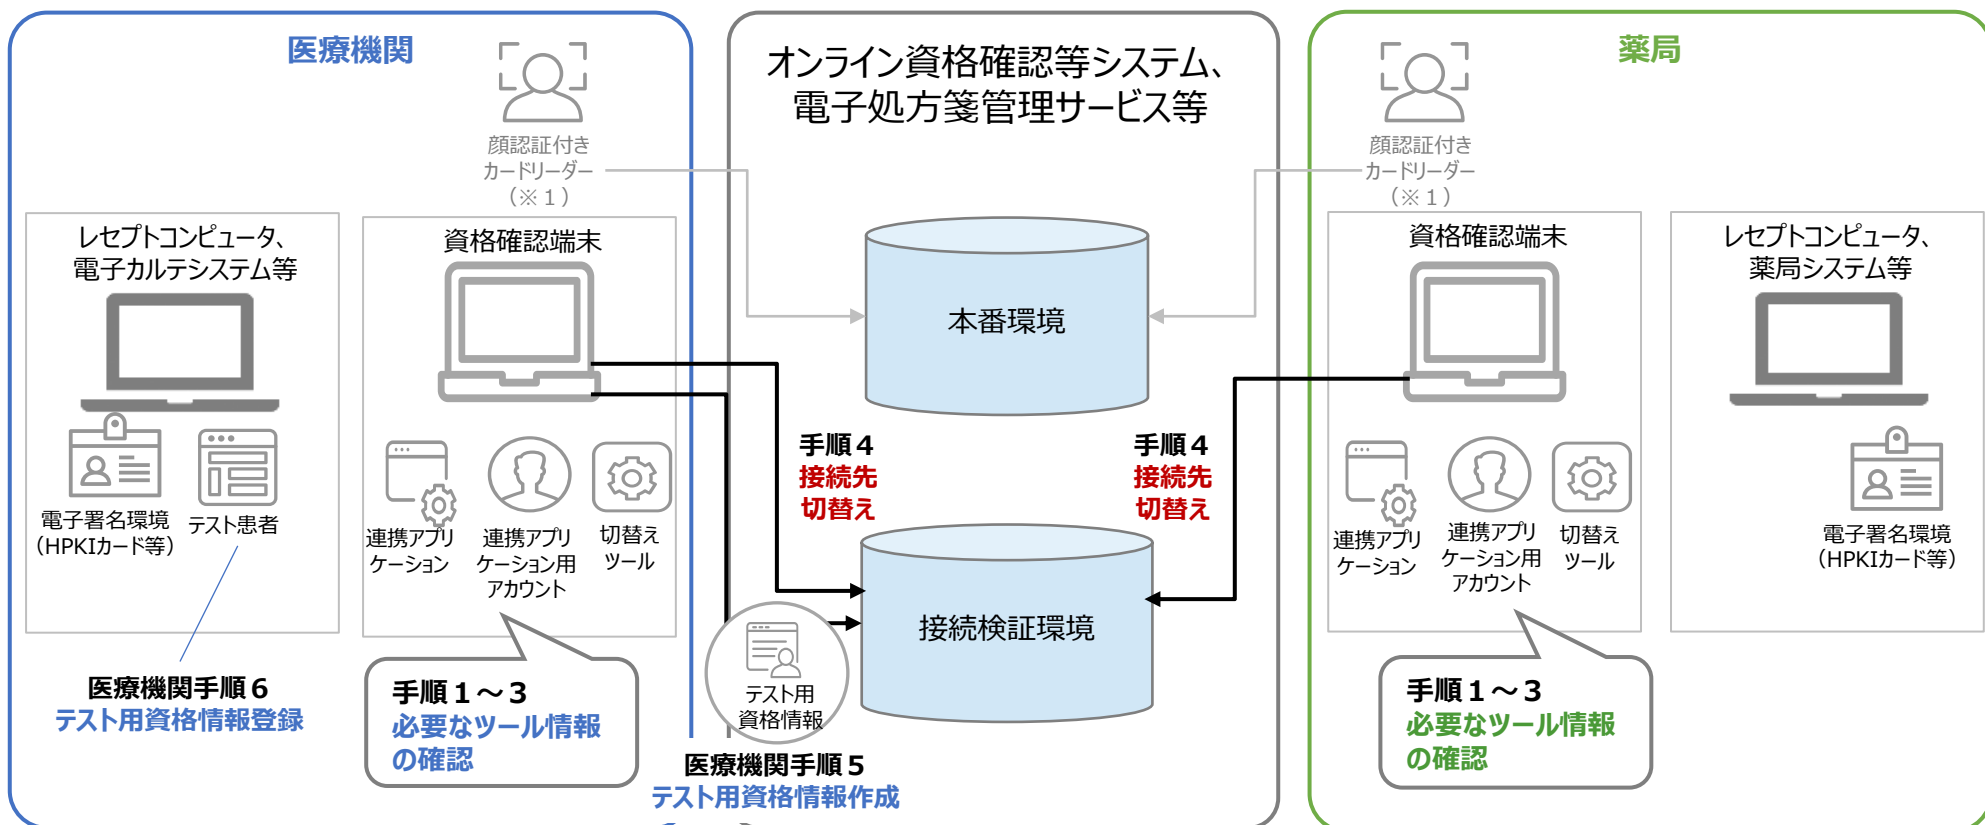 医療機関
顔認証付き
カードリーダー
（※１）
レセプトコンピュータ、
電子カルテシステム等
電子署名環境
（HPKIカード等）
テスト患者
資格確認端末
連携アプリ
ケーション
連携アプリ
ケーション用
アカウント
切替え
ツール
医療機関手順６
テスト用資格情報登録
手順１～３
必要なツール情報
の確認
オンライン資格確認等システム、
電子処方箋管理サービス等
本番環境
手順４
接続先
切替え
手順４
接続先
切替え
接続検証環境
テスト用
資格情報
医療機関手順５
テスト用資格情報作成
薬局
顔認証付き
カードリーダー
（※１）
資格確認端末
連携アプリ
ケーション
連携アプリ
ケーション用
アカウント
切替え
ツール
手順１～３
必要なツール情報
の確認
レセプトコンピュータ、
薬局システム等
電子署名環境
（HPKIカード等）